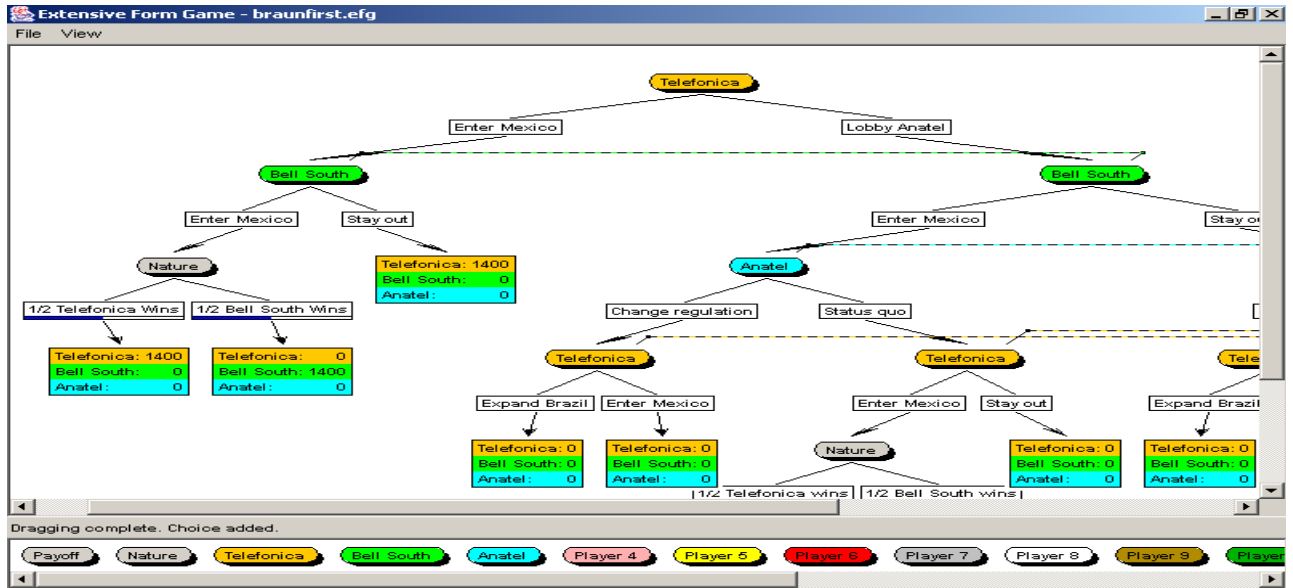 Extensive Form Game - braunfirst.efg
File View
Telefonica
Enter Mexico Lobby Anatel
Bell South Bell South
Enter Mexico Stay out Enter Mexico Stay
Nature Telefonica: 1400 Anatel
Bell South: 0
Anatel: 0
1/2 Telefonica Wins 1/2 Bell South Wins Change regulation Status quo
Telefonica: 1400 Telefonica: 0 Telefonica Telefonica Tele
Bell South: 0 Bell South: 1400
Anatel: 0 Anatel: 0
Expand Brazil Enter Mexico Enter Mexico Stay out Expand Brazil
Telefonica: 0 Telefonica: 0 Nature Telefonica: 0 Telefonica: 0
Bell South: 0 Bell South: 0 Bell South: 0 Bell South: 0
Anatel: 0 Anatel: 0 Anatel: 0 Anatel: 0
1/2 Telefonica wins 1/2 Bell South wins
Dragging complete. Choice added.
Payoff Nature Telefonica Bell South Anatel Player 4 Player 5 Player 6 Player 7 Player 8 Player 9 Player